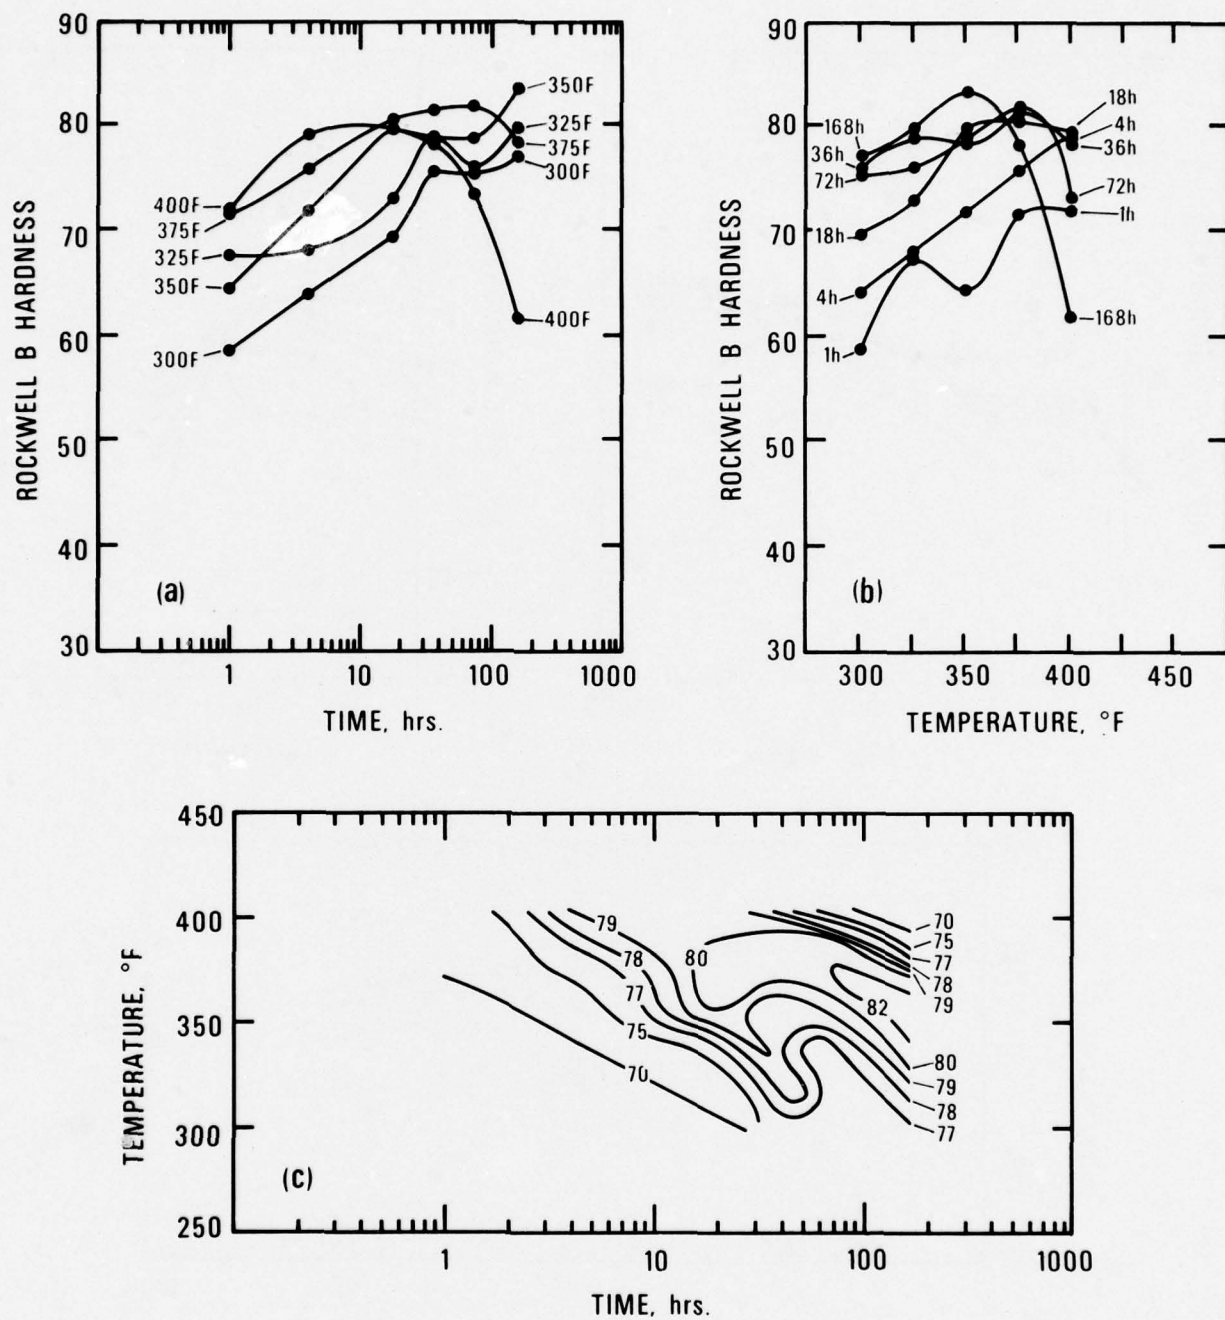 90
80
70
60
50
40
30
ROCKWELL B HARDNESS
350F
325F
375F
300F
400F
400F
375F
325F
350F
300F
(a)
1 10 100 1000
TIME, hrs.
90
80
70
60
50
40
30
ROCKWELL B HARDNESS
168h
36h
72h
18h
4h
1h
18h
4h
36h
72h
1h
168h
(b)
300 350 400 450
TEMPERATURE, °F
450
400
350
300
250
TEMPERATURE, °F
79
78
77
75
70
80
82
70
75
77
78
79
80
79
78
77
(c)
1 10 100 1000
TIME, hrs.